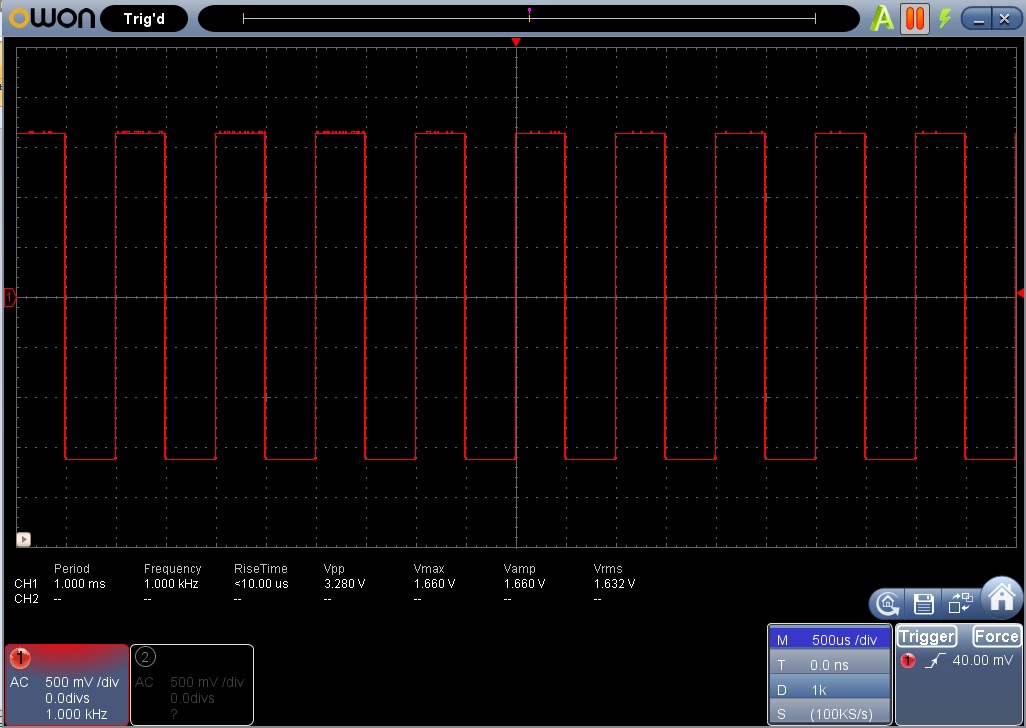 owon Trig'd A
1
Period Frequency RiseTime Vpp Vmax Vamp Vrms
CH1 1.000 ms 1.000 kHz <10.00 us 3.280 V 1.660 V 1.660 V 1.632 V
CH2 -- -- -- -- -- -- --
1
AC 500 mV /div
0.0divs
1.000 kHz
2
AC 500 mV /div
0.0divs
?
M 500us /div
T 0.0 ns
D 1k
S (100KS/s)
Trigger Force
1 40.00 mV